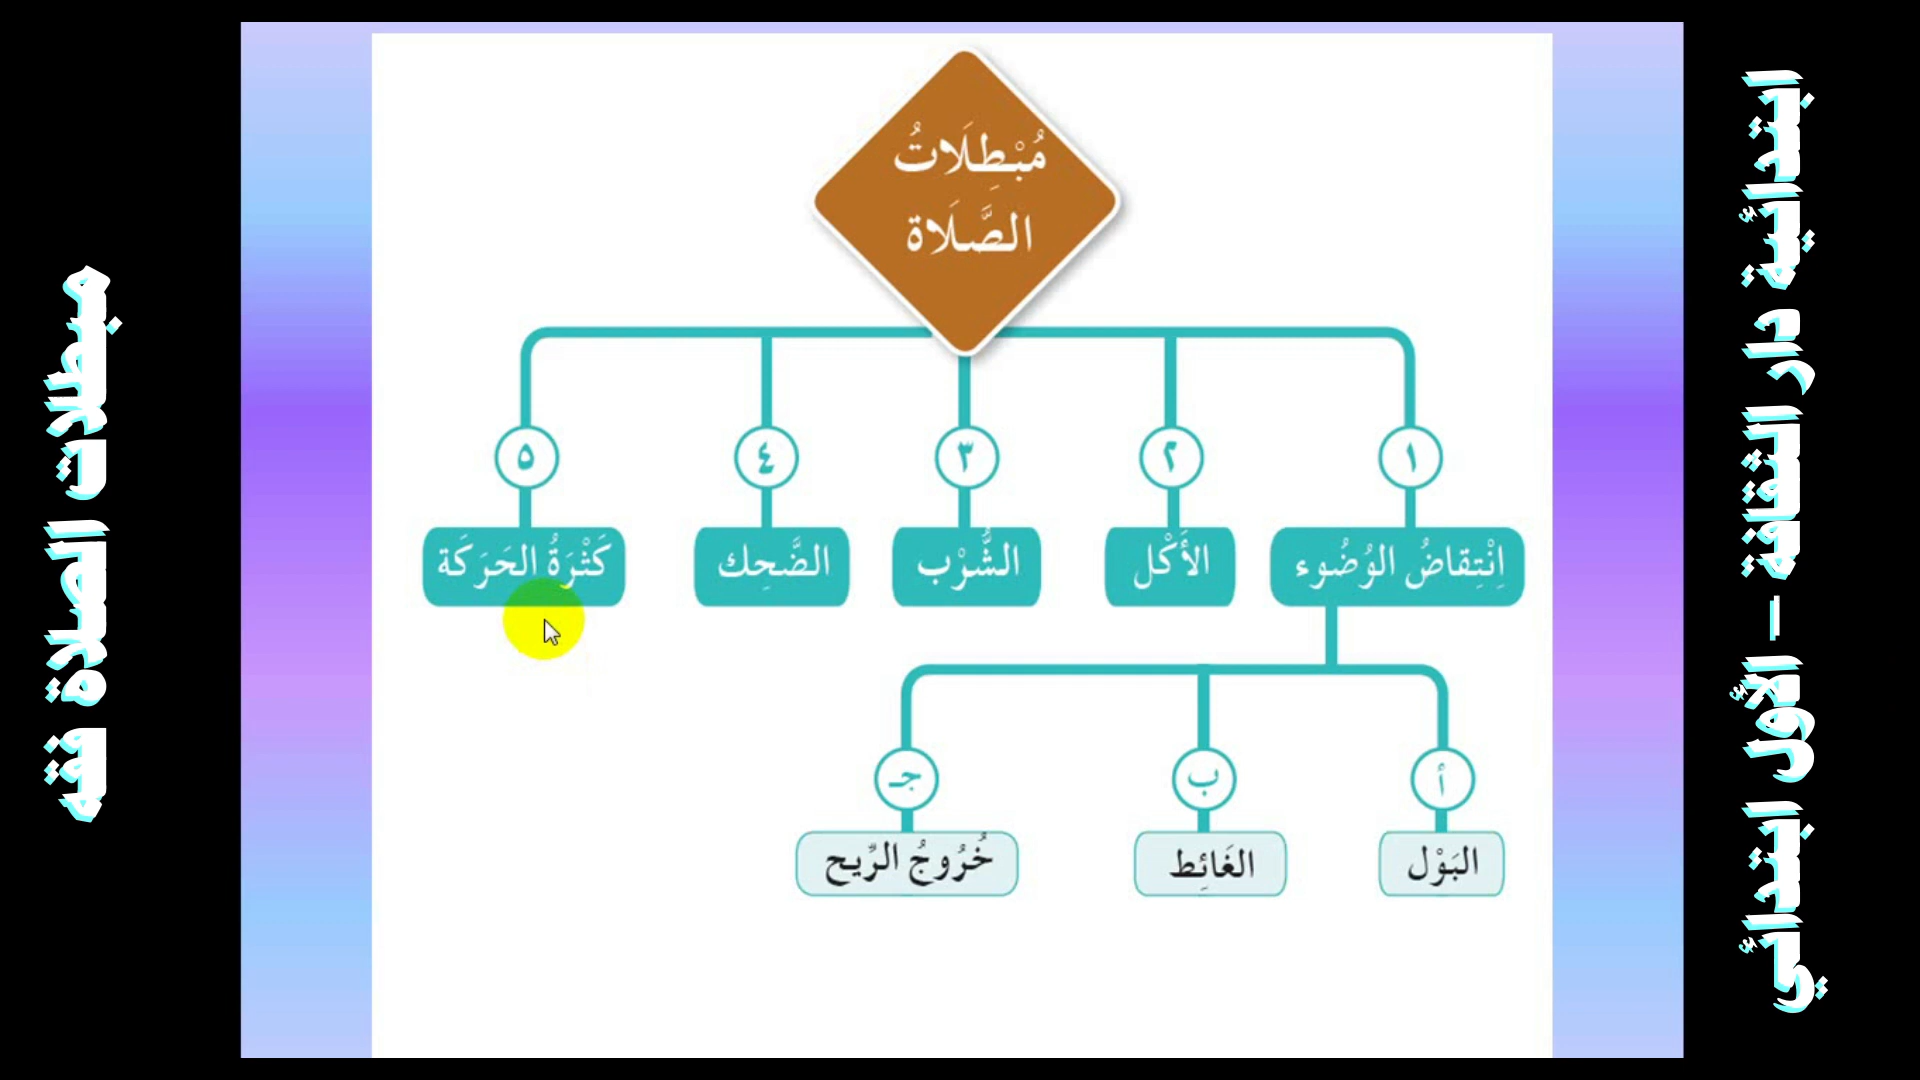 مُبْطِلَاتُ
الصَّلَاة
١
٢
٣
٤
٥
اِنْتِقاضُ الوُضُوء
الأَكْل
الشُّرْب
الضَّحِك
كَثْرَةُ الحَرَكَة
أ
ب
جـ
البَوْل
الغَائِط
خُرُوجُ الرِّيح
ابتدائية دار الثقافة – الأول ابتدائي
مبطلات الصلاة فقه